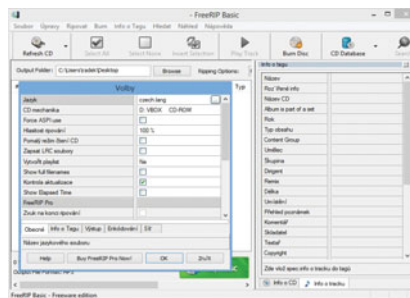 - FreeRIP Basic
Soubor Úpravy Ripovat Burn Info o Tagu Hledat Náhled Nápověda
Refresh CD Select All Select None Invert Selection Play Track Burn Disc CD Database
Output Folder: C:\Users\radek\Desktop Browse Ripping Options:
Info o tagu
Typ
Název
Roz Verzé info
Název CD
Album is part of a set
Rok
Typ obsahu
Content Group
Umělec
Skupina
Dirigent
Remix
Délka
Umístění
Přehled poznámek
Komentář
Skladatel
Textař
Copyright
Zde vlož spec.info o tracku do tagů
Info o CD Info o tracku
Volby
Jazyk czech.lang
CD mechanika D: VBOX CD-ROM
Force ASPI use
Hlasitost ripování 100 %
Pomalý režim čtení CD
Zapsat LRC soubory
Vytvořit playlist Ne
Show full filenames
Kontrola aktualizace
Show Elapsed Time
FreeRIP Pro
Zvuk na konci ripování
Obecné Info o Tagu Výstup Enkódování Síť
Název jazykového souboru
Help Buy FreeRIP Pro Now! OK Zrušit
FreeRIP Basic - Freeware edition